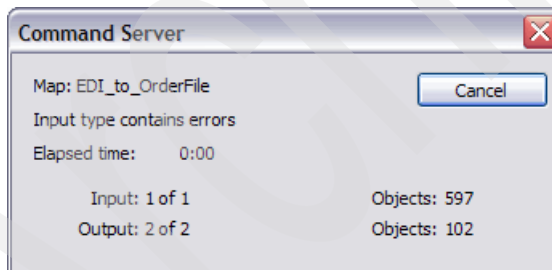 Command Server
Map: EDI_to_OrderFile
Cancel
Input type contains errors
Elapsed time: 0:00
Input: 1 of 1 Objects: 597
Output: 2 of 2 Objects: 102